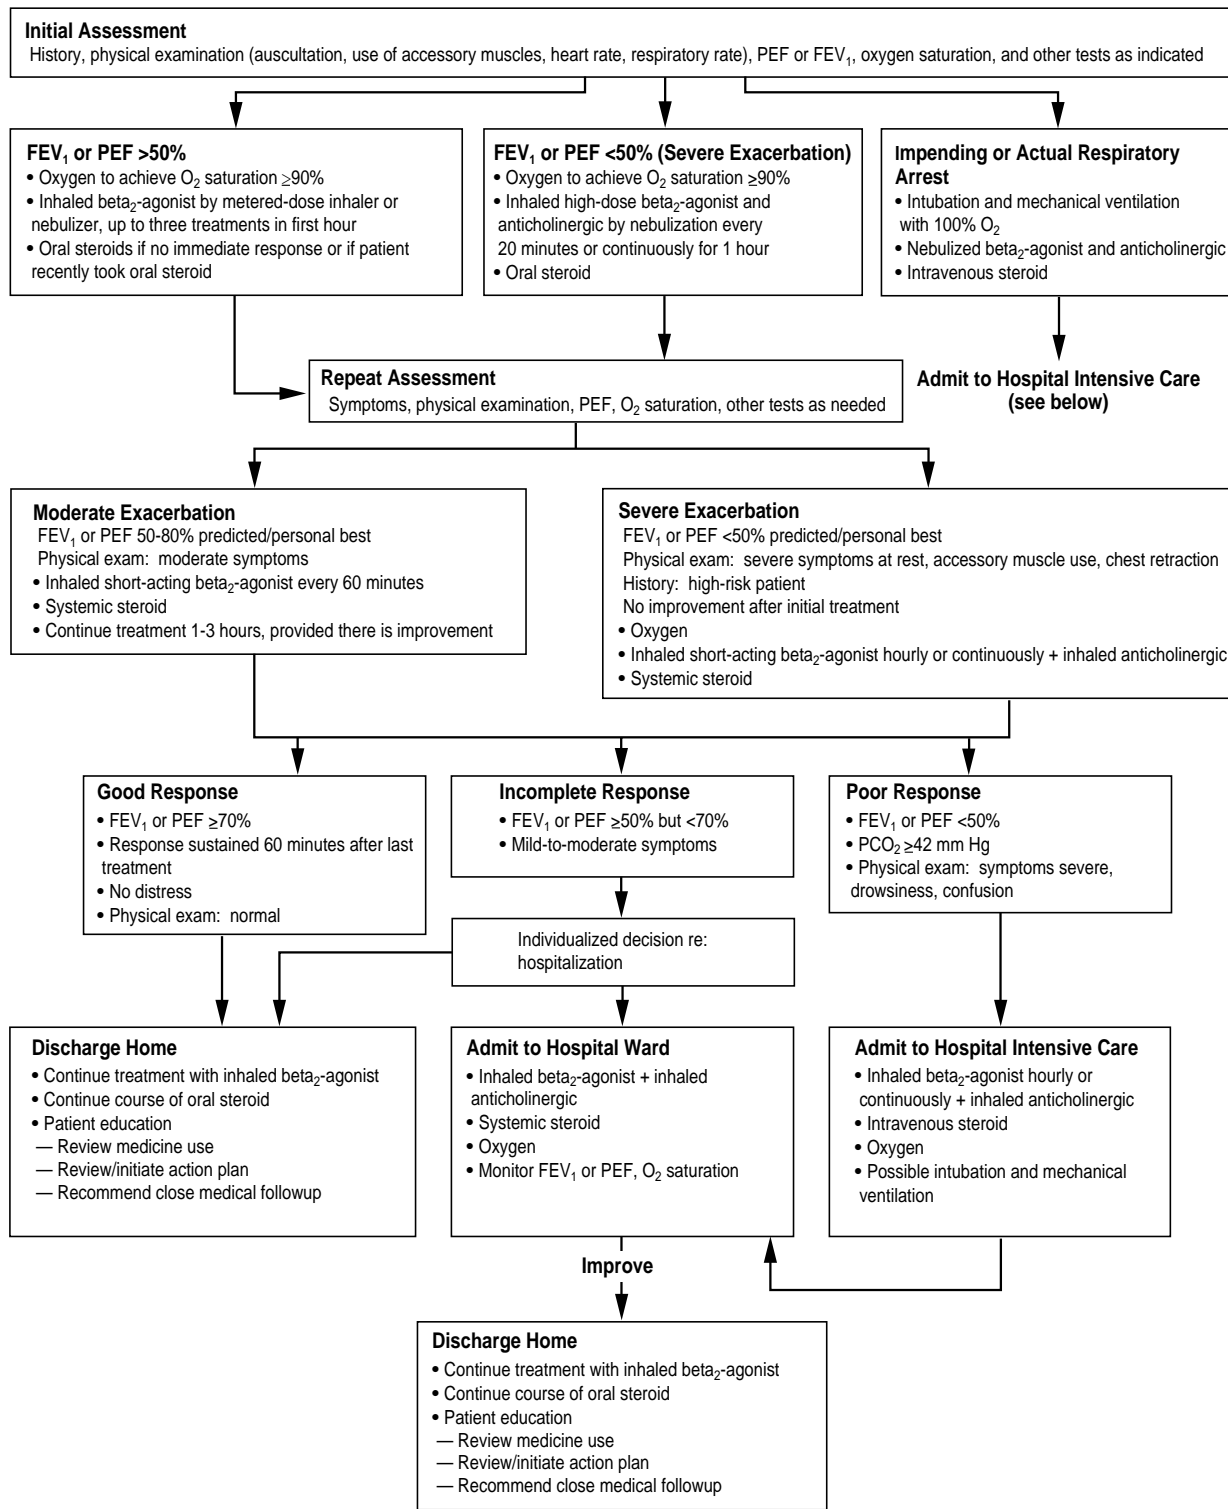 Initial Assessment
History, physical examination (auscultation, use of accessory muscles, heart rate, respiratory rate), PEF or FEV₁, oxygen saturation, and other tests as indicated
FEV₁ or PEF >50%
• Oxygen to achieve O₂ saturation ≥90%
• Inhaled beta₂-agonist by metered-dose inhaler or
nebulizer, up to three treatments in first hour
• Oral steroids if no immediate response or if patient
recently took oral steroid
FEV₁ or PEF <50% (Severe Exacerbation)
• Oxygen to achieve O₂ saturation ≥90%
• Inhaled high-dose beta₂-agonist and
anticholinergic by nebulization every
20 minutes or continuously for 1 hour
• Oral steroid
Impending or Actual Respiratory
Arrest
• Intubation and mechanical ventilation
with 100% O₂
• Nebulized beta₂-agonist and anticholinergic
• Intravenous steroid
Repeat Assessment
Symptoms, physical examination, PEF, O₂ saturation, other tests as needed
Admit to Hospital Intensive Care
(see below)
Moderate Exacerbation
FEV₁ or PEF 50-80% predicted/personal best
Physical exam: moderate symptoms
• Inhaled short-acting beta₂-agonist every 60 minutes
• Systemic steroid
• Continue treatment 1-3 hours, provided there is improvement
Severe Exacerbation
FEV₁ or PEF <50% predicted/personal best
Physical exam: severe symptoms at rest, accessory muscle use, chest retraction
History: high-risk patient
No improvement after initial treatment
• Oxygen
• Inhaled short-acting beta₂-agonist hourly or continuously + inhaled anticholinergic
• Systemic steroid
Good Response
• FEV₁ or PEF ≥70%
• Response sustained 60 minutes after last
treatment
• No distress
• Physical exam: normal
Incomplete Response
• FEV₁ or PEF ≥50% but <70%
• Mild-to-moderate symptoms
Poor Response
• FEV₁ or PEF <50%
• PCO₂ ≥42 mm Hg
• Physical exam: symptoms severe,
drowsiness, confusion
Individualized decision re:
hospitalization
Discharge Home
• Continue treatment with inhaled beta₂-agonist
• Continue course of oral steroid
• Patient education
— Review medicine use
— Review/initiate action plan
— Recommend close medical followup
Admit to Hospital Ward
• Inhaled beta₂-agonist + inhaled
anticholinergic
• Systemic steroid
• Oxygen
• Monitor FEV₁ or PEF, O₂ saturation
Admit to Hospital Intensive Care
• Inhaled beta₂-agonist hourly or
continuously + inhaled anticholinergic
• Intravenous steroid
• Oxygen
• Possible intubation and mechanical
ventilation
Improve
Discharge Home
• Continue treatment with inhaled beta₂-agonist
• Continue course of oral steroid
• Patient education
— Review medicine use
— Review/initiate action plan
— Recommend close medical followup